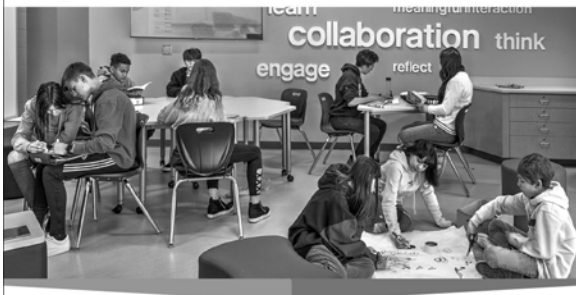 learn
meaningful interaction
collaboration
think
engage
reflect